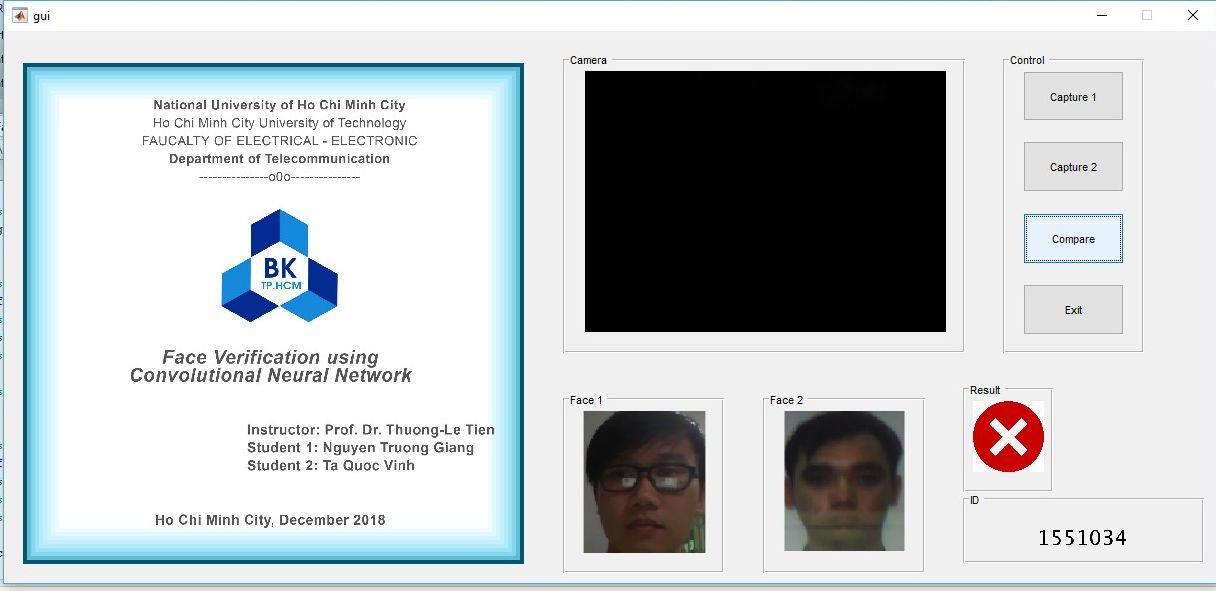 gui
National University of Ho Chi Minh City
Ho Chi Minh City University of Technology
FAUCALTY OF ELECTRICAL - ELECTRONIC
Department of Telecommunication
---------------o0o---------------
BK
TP.HCM
Face Verification using
Convolutional Neural Network
Instructor: Prof. Dr. Thuong-Le Tien
Student 1: Nguyen Truong Giang
Student 2: Ta Quoc Vinh
Ho Chi Minh City, December 2018
Camera
Control
Capture 1
Capture 2
Compare
Exit
Face 1
Face 2
Result
ID
1551034